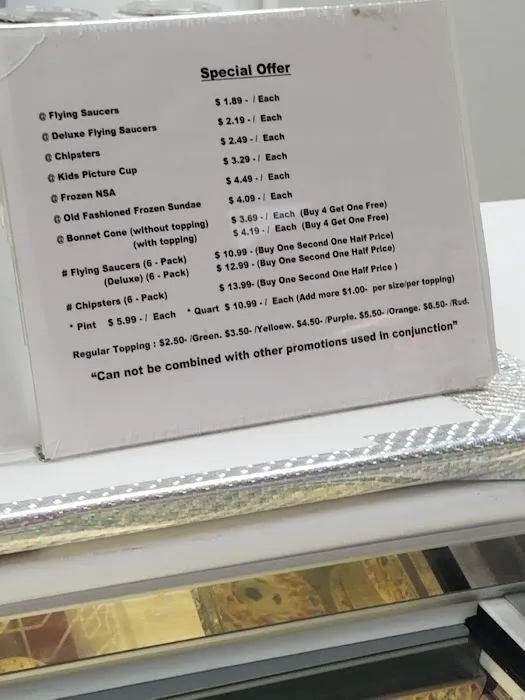 Special Offer
@ Flying Saucers $ 1.89 - / Each
@ Deluxe Flying Saucers $ 2.19 - / Each
@ Chipsters $ 2.49 - / Each
@ Kids Picture Cup $ 3.29 - / Each
@ Frozen NSA $ 4.49 - / Each
@ Old Fashioned Frozen Sundae $ 4.09 - / Each
@ Bonnet Cone (without topping) $ 3.69 - / Each (Buy 4 Get One Free)
(with topping) $ 4.19 - / Each (Buy 4 Get One Free)
# Flying Saucers (6 - Pack) $ 10.99 - (Buy One Second One Half Price)
(Deluxe) (6 - Pack) $ 12.99 - (Buy One Second One Half Price)
# Chipsters (6 - Pack) $ 13.99- (Buy One Second One Half Price )
* Pint $ 5.99 - / Each * Quart $ 10.99 - / Each (Add more $1.00- per size/per topping)
Regular Topping : $2.50- /Green. $3.50- /Yelloew. $4.50- /Purple. $5.50- /Orange. $6.50- /Rud.
“Can not be combined with other promotions used in conjunction”